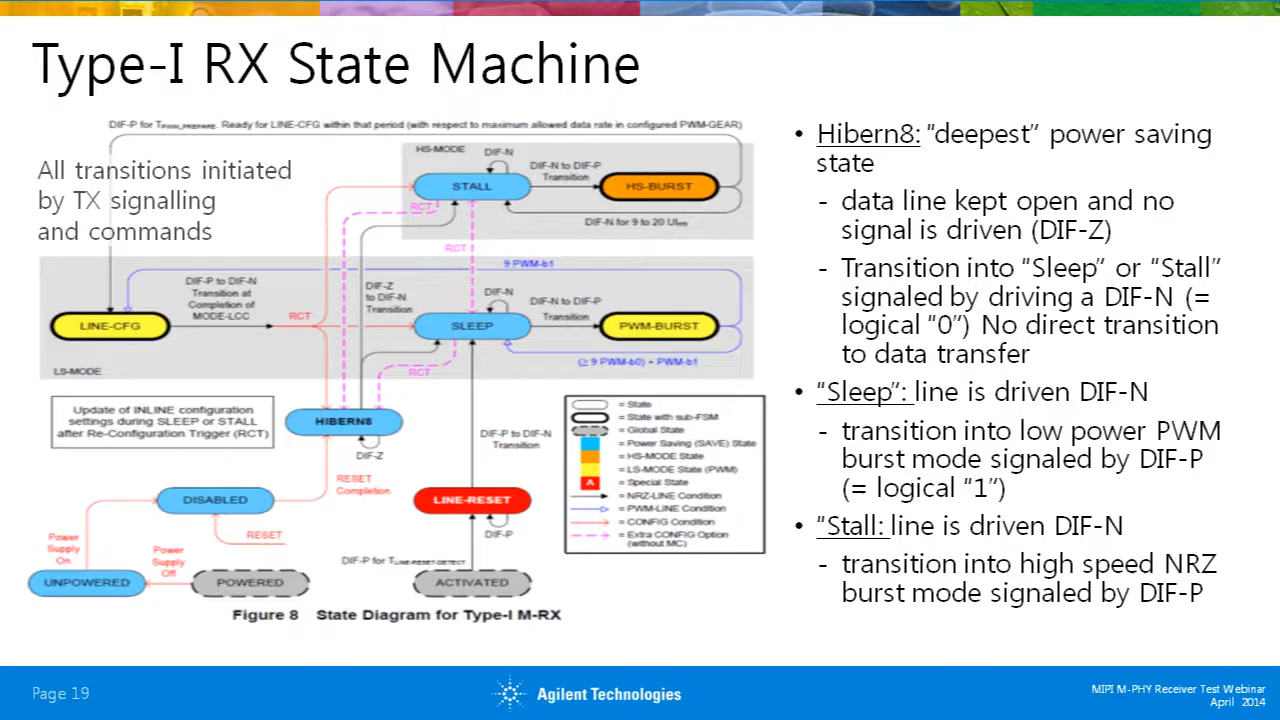 Type-I RX State Machine
All transitions initiated
by TX signalling
and commands
DIF-P for TPWM_PREPARE. Ready for LINE-CFG within that period (with respect to maximum allowed data rate in configured PWM-GEAR)
HS-MODE
DIF-N
STALL
DIF-N to DIF-P
Transition
HS-BURST
RCT
DIF-N for 9 to 20 UIHS
RCT
9 PWM-b1
DIF-P to DIF-N
Transition at
Completion of
MODE-LCC
DIF-Z
to DIF-N
Transition
DIF-N
DIF-N to DIF-P
Transition
LINE-CFG
RCT
SLEEP
PWM-BURST
(≥ 9 PWM-b0) + PWM-b1
RCT
LS-MODE
Update of INLINE configuration
settings during SLEEP or STALL
after Re-Configuration Trigger (RCT)
HIBERN8
DIF-Z
DIF-P to DIF-N
Transition
RESET
Completion
DISABLED
RESET
LINE-RESET
DIF-P
Power
Supply
On
Power
Supply
Off
DIF-P for TLINE-RESET-DETECT
UNPOWERED
POWERED
ACTIVATED
= State
= State with sub-FSM
= Global State
= Power Saving (SAVE) State
= HS-MODE State
= LS-MODE State (PWM)
A = Special State
= NRZ-LINE Condition
= PWM-LINE Condition
= CONFIG Condition
= Extra CONFIG Option
(without MC)
Figure 8 State Diagram for Type-I M-RX
• Hibern8: "deepest" power saving
state
- data line kept open and no
signal is driven (DIF-Z)
- Transition into "Sleep" or "Stall"
signaled by driving a DIF-N (=
logical "0") No direct transition
to data transfer
• "Sleep": line is driven DIF-N
- transition into low power PWM
burst mode signaled by DIF-P
(= logical "1")
• "Stall: line is driven DIF-N
- transition into high speed NRZ
burst mode signaled by DIF-P
Page 19
Agilent Technologies
MIPI M-PHY Receiver Test Webinar
April 2014